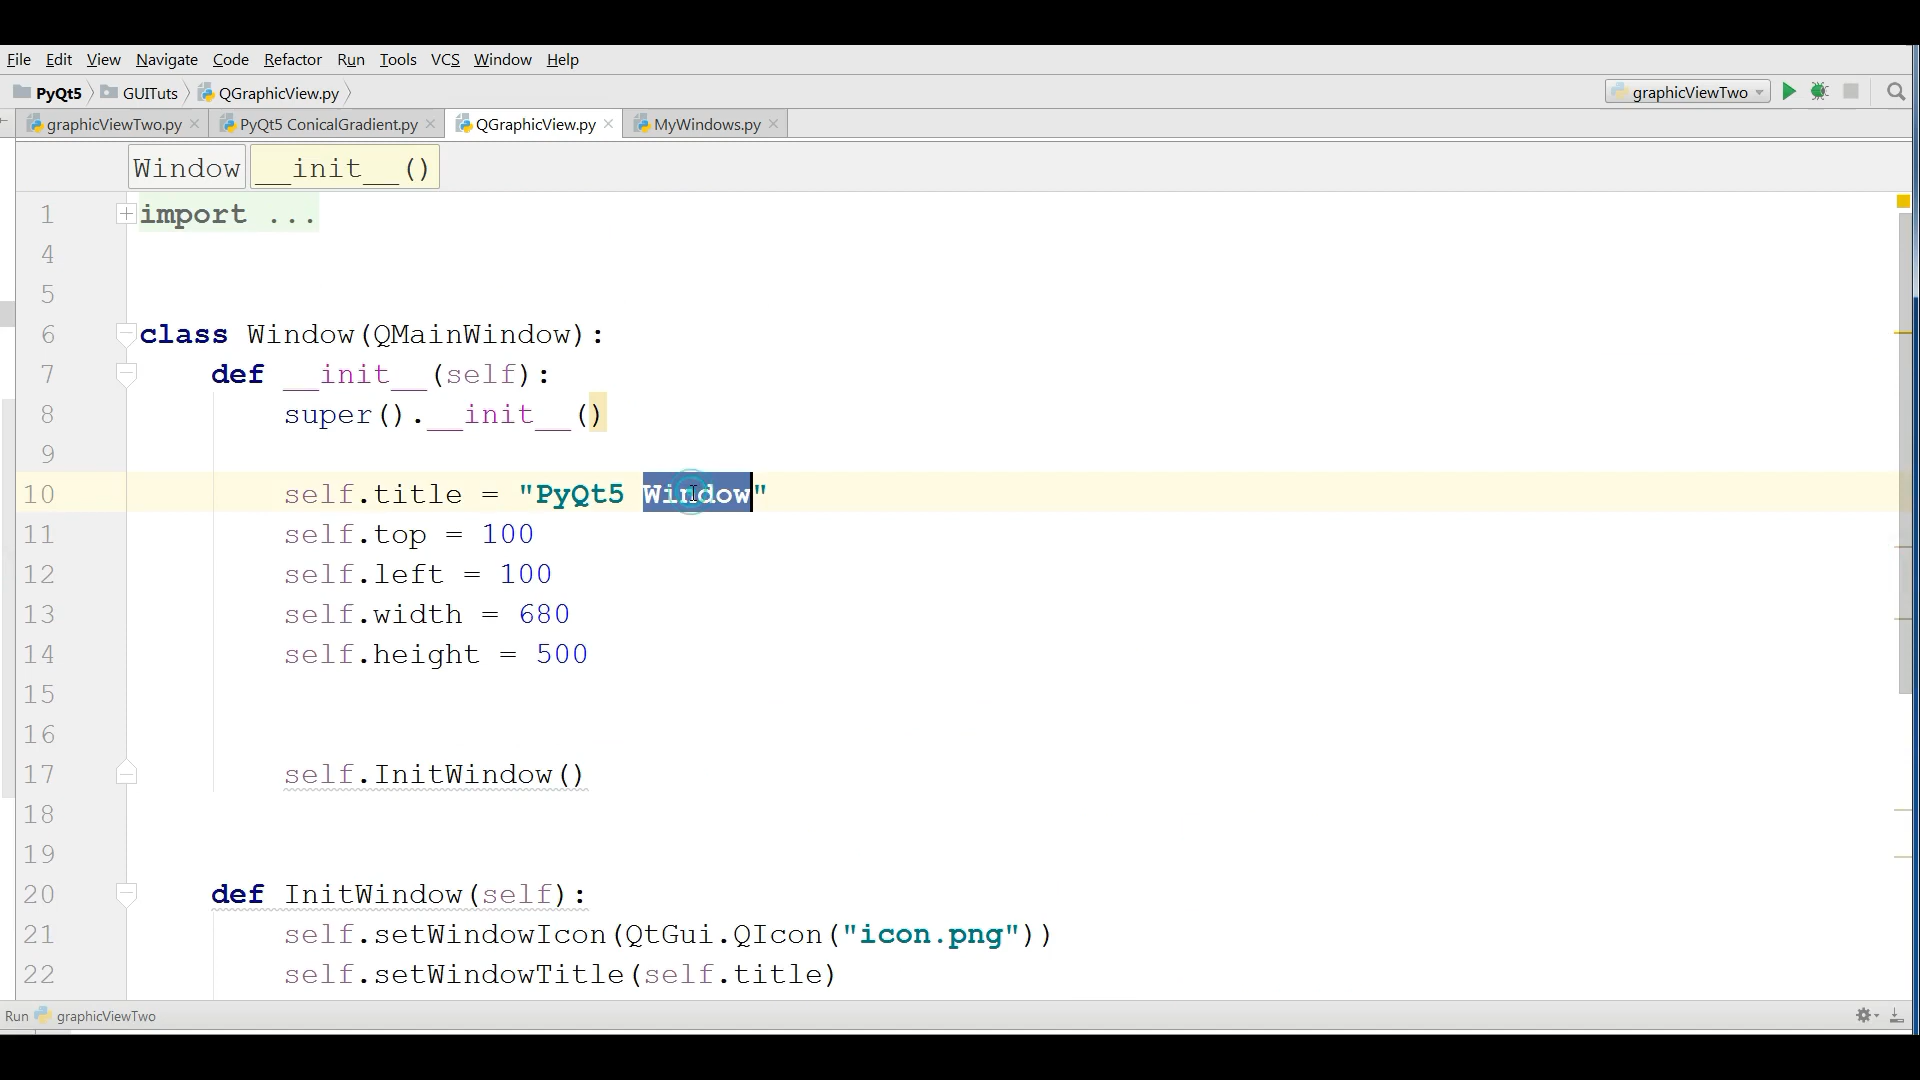 File Edit View Navigate Code Refactor Run Tools VCS Window Help
PyQt5 GUITuts QGraphicView.py graphicViewTwo
graphicViewTwo.py PyQt5 ConicalGradient.py QGraphicView.py MyWindows.py
Window __init__()
1 import ...
4
5
6 class Window(QMainWindow):
7 def __init__(self):
8 super().__init__()
9
10 self.title = "PyQt5 Window"
11 self.top = 100
12 self.left = 100
13 self.width = 680
14 self.height = 500
15
16
17 self.InitWindow()
18
19
20 def InitWindow(self):
21 self.setWindowIcon(QtGui.QIcon("icon.png"))
22 self.setWindowTitle(self.title)
Run graphicViewTwo